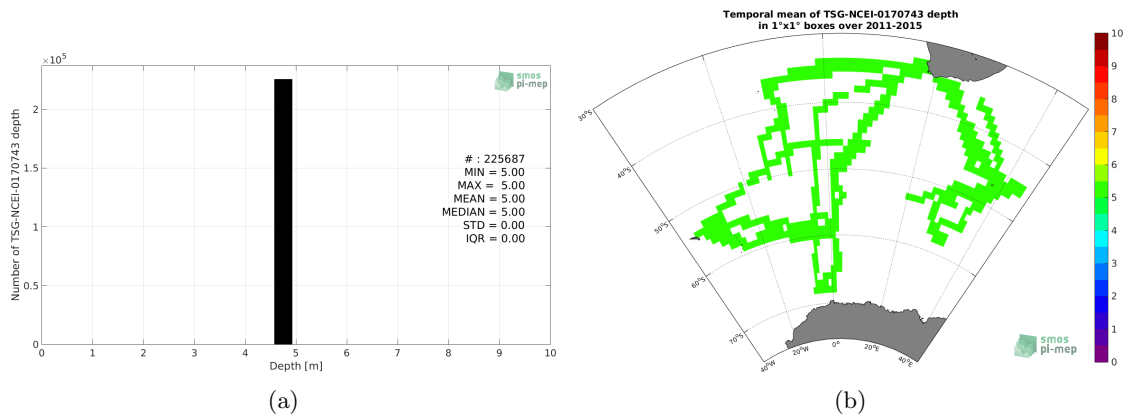 ×10⁵
smos
pi-mep
Number of TSG-NCEI-0170743 depth
2
1.5
1
0.5
0
# : 225687
MIN = 5.00
MAX = 5.00
MEAN = 5.00
MEDIAN = 5.00
STD = 0.00
IQR = 0.00
0 1 2 3 4 5 6 7 8 9 10
Depth [m]
(a)
Temporal mean of TSG-NCEI-0170743 depth
in 1°x1° boxes over 2011-2015
30°S
40°S
50°S
60°S
70°S
40°W
20°W
0°
20°E
40°E
smos
pi-mep
10
9
8
7
6
5
4
3
2
1
0
(b)